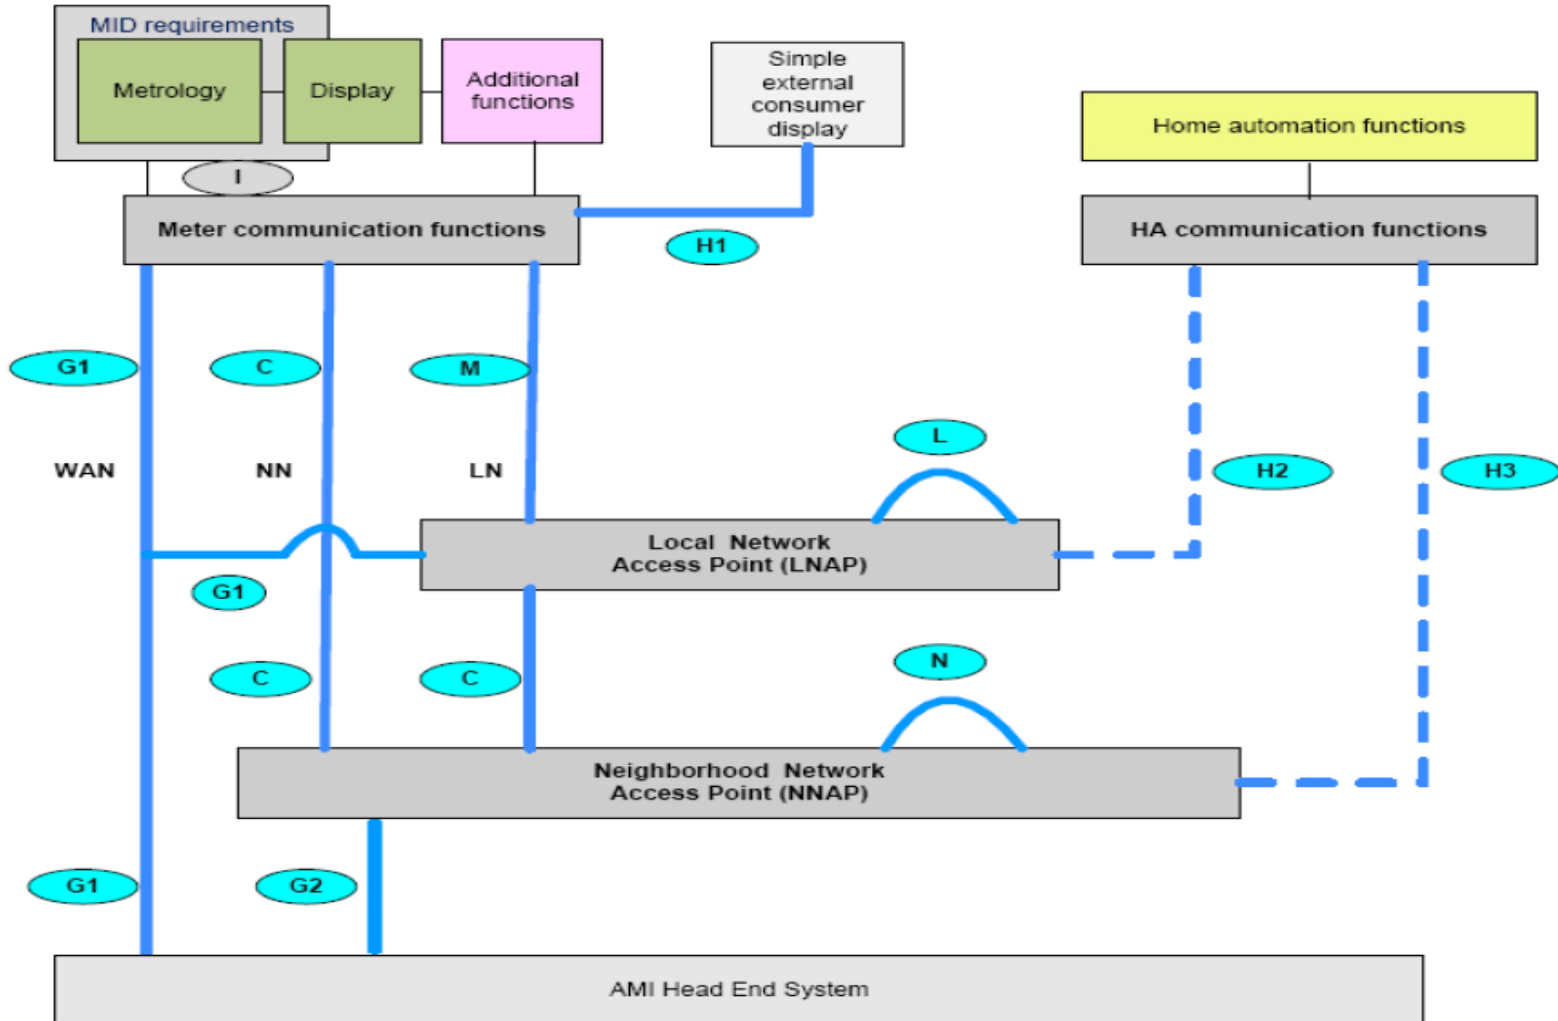 MID requirements
Metrology
Display
Additional
functions
Simple
external
consumer
display
Home automation functions
I
Meter communication functions
H1
HA communication functions
G1
C
M
L
WAN
NN
LN
H2
H3
Local Network
Access Point (LNAP)
G1
N
C
C
Neighborhood Network
Access Point (NNAP)
G1
G2
AMI Head End System